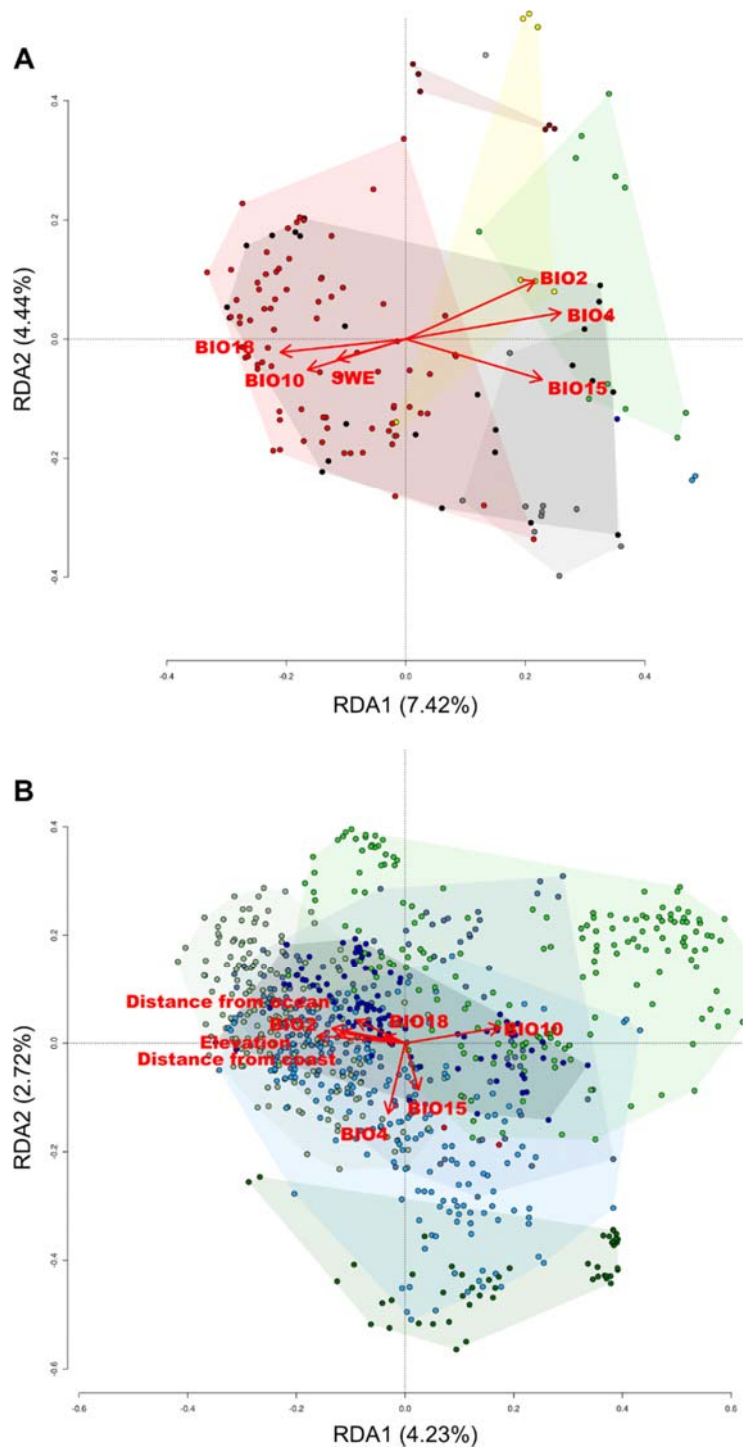 A
0.4
0.2
0.0
-0.2
-0.4
RDA2 (4.44%)
BIO2
BIO4
BIO18
BIO10
SWE
BIO15
-0.4
-0.2
0.0
0.2
0.4
RDA1 (7.42%)
B
0.4
0.2
0.0
-0.2
-0.4
-0.6
RDA2 (2.72%)
Distance from ocean
BIO2
BIO18
BIO10
Elevation
Distance from coast
BIO15
BIO4
-0.6
-0.4
-0.2
0.0
0.2
0.4
0.6
RDA1 (4.23%)